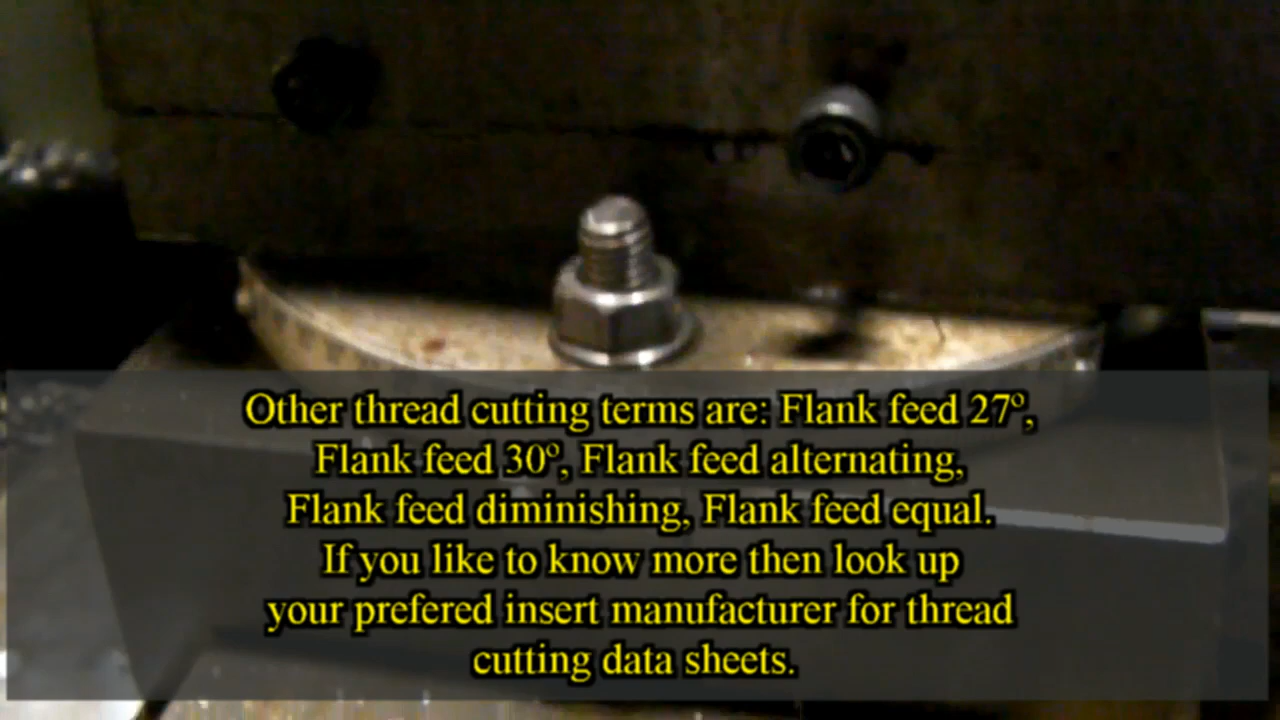 Other thread cutting terms are: Flank feed 27º,
Flank feed 30º, Flank feed alternating,
Flank feed diminishing, Flank feed equal.
If you like to know more then look up
your prefered insert manufacturer for thread
cutting data sheets.